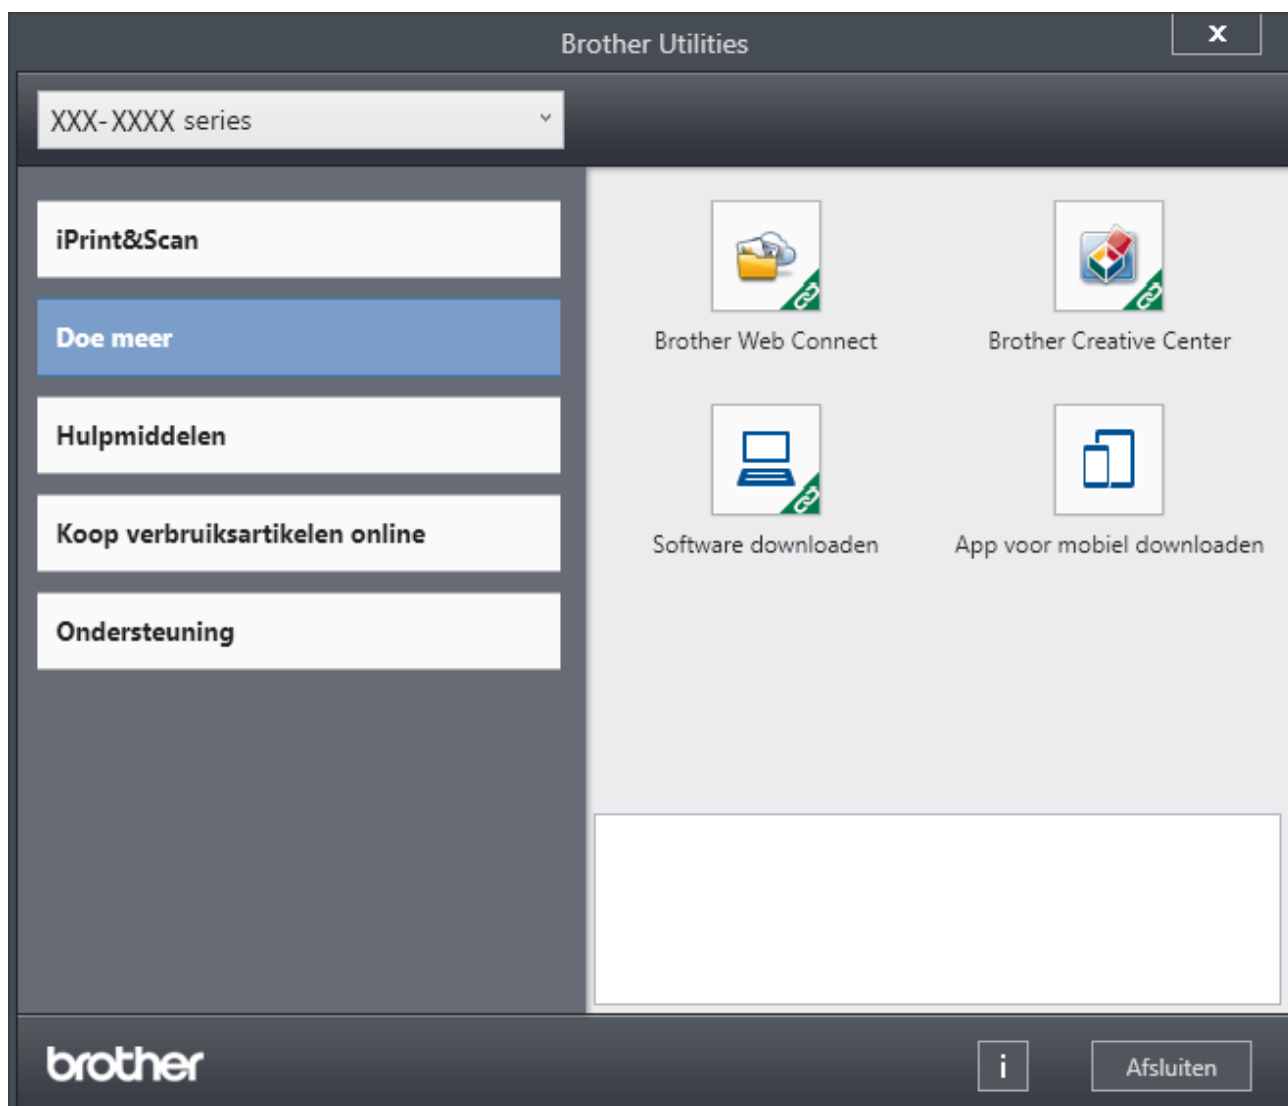 Brother Utilities
x
XXX-XXXX series
iPrint&Scan
Doe meer
Hulpmiddelen
Koop verbruiksartikelen online
Ondersteuning
Brother Web Connect
Brother Creative Center
Software downloaden
App voor mobiel downloaden
brother
i
Afsluiten